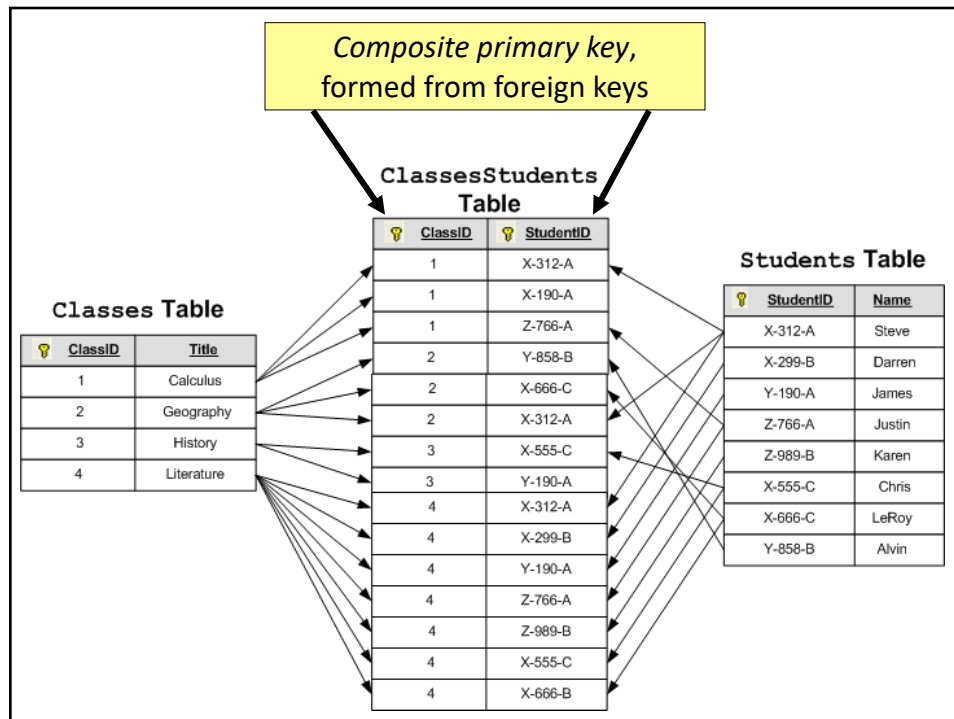 Composite primary key,
formed from foreign keys
ClassesStudents
Table
ClassID StudentID
1 X-312-A
1 X-190-A
1 Z-766-A
2 Y-858-B
2 X-666-C
2 X-312-A
3 X-555-C
3 Y-190-A
4 X-312-A
4 X-299-B
4 Y-190-A
4 Z-766-A
4 Z-989-B
4 X-555-C
4 X-666-B
Classes Table
ClassID Title
1 Calculus
2 Geography
3 History
4 Literature
Students Table
StudentID Name
X-312-A Steve
X-299-B Darren
Y-190-A James
Z-766-A Justin
Z-989-B Karen
X-555-C Chris
X-666-C LeRoy
Y-858-B Alvin